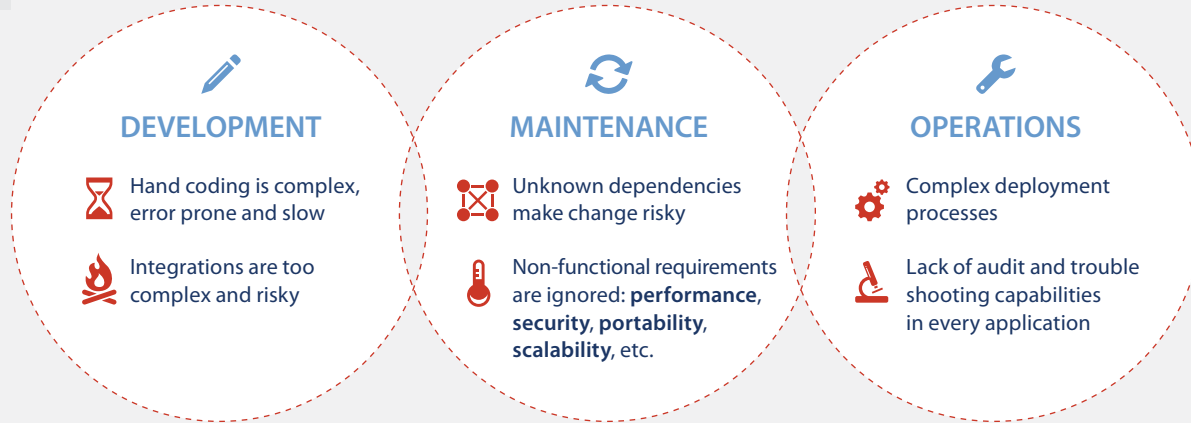 DEVELOPMENT
Hand coding is complex,
error prone and slow
Integrations are too
complex and risky
MAINTENANCE
Unknown dependencies
make change risky
Non-functional requirements
are ignored: performance,
security, portability,
scalability, etc.
OPERATIONS
Complex deployment
processes
Lack of audit and trouble
shooting capabilities
in every application